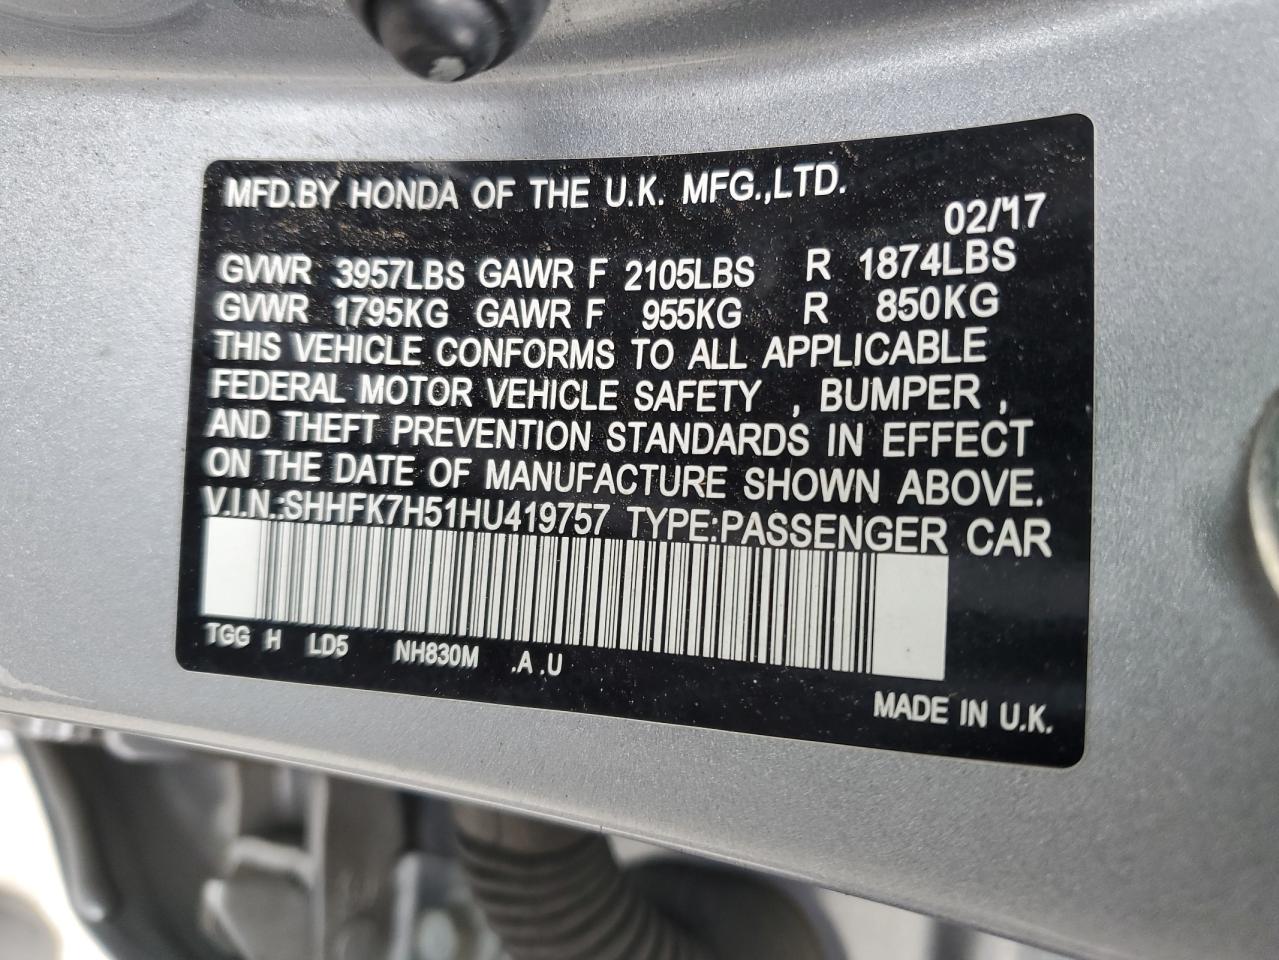 MFD.BY HONDA OF THE U.K. MFG.,LTD.
02/'17
GVWR 3957LBS GAWR F 2105LBS R 1874LBS
GVWR 1795KG GAWR F 955KG R 850KG
THIS VEHICLE CONFORMS TO ALL APPLICABLE
FEDERAL MOTOR VEHICLE SAFETY , BUMPER ,
AND THEFT PREVENTION STANDARDS IN EFFECT
ON THE DATE OF MANUFACTURE SHOWN ABOVE.
V.I.N.:SHHFK7H51HU419757 TYPE:PASSENGER CAR
TGG H LD5 NH830M .A .U
MADE IN U.K.